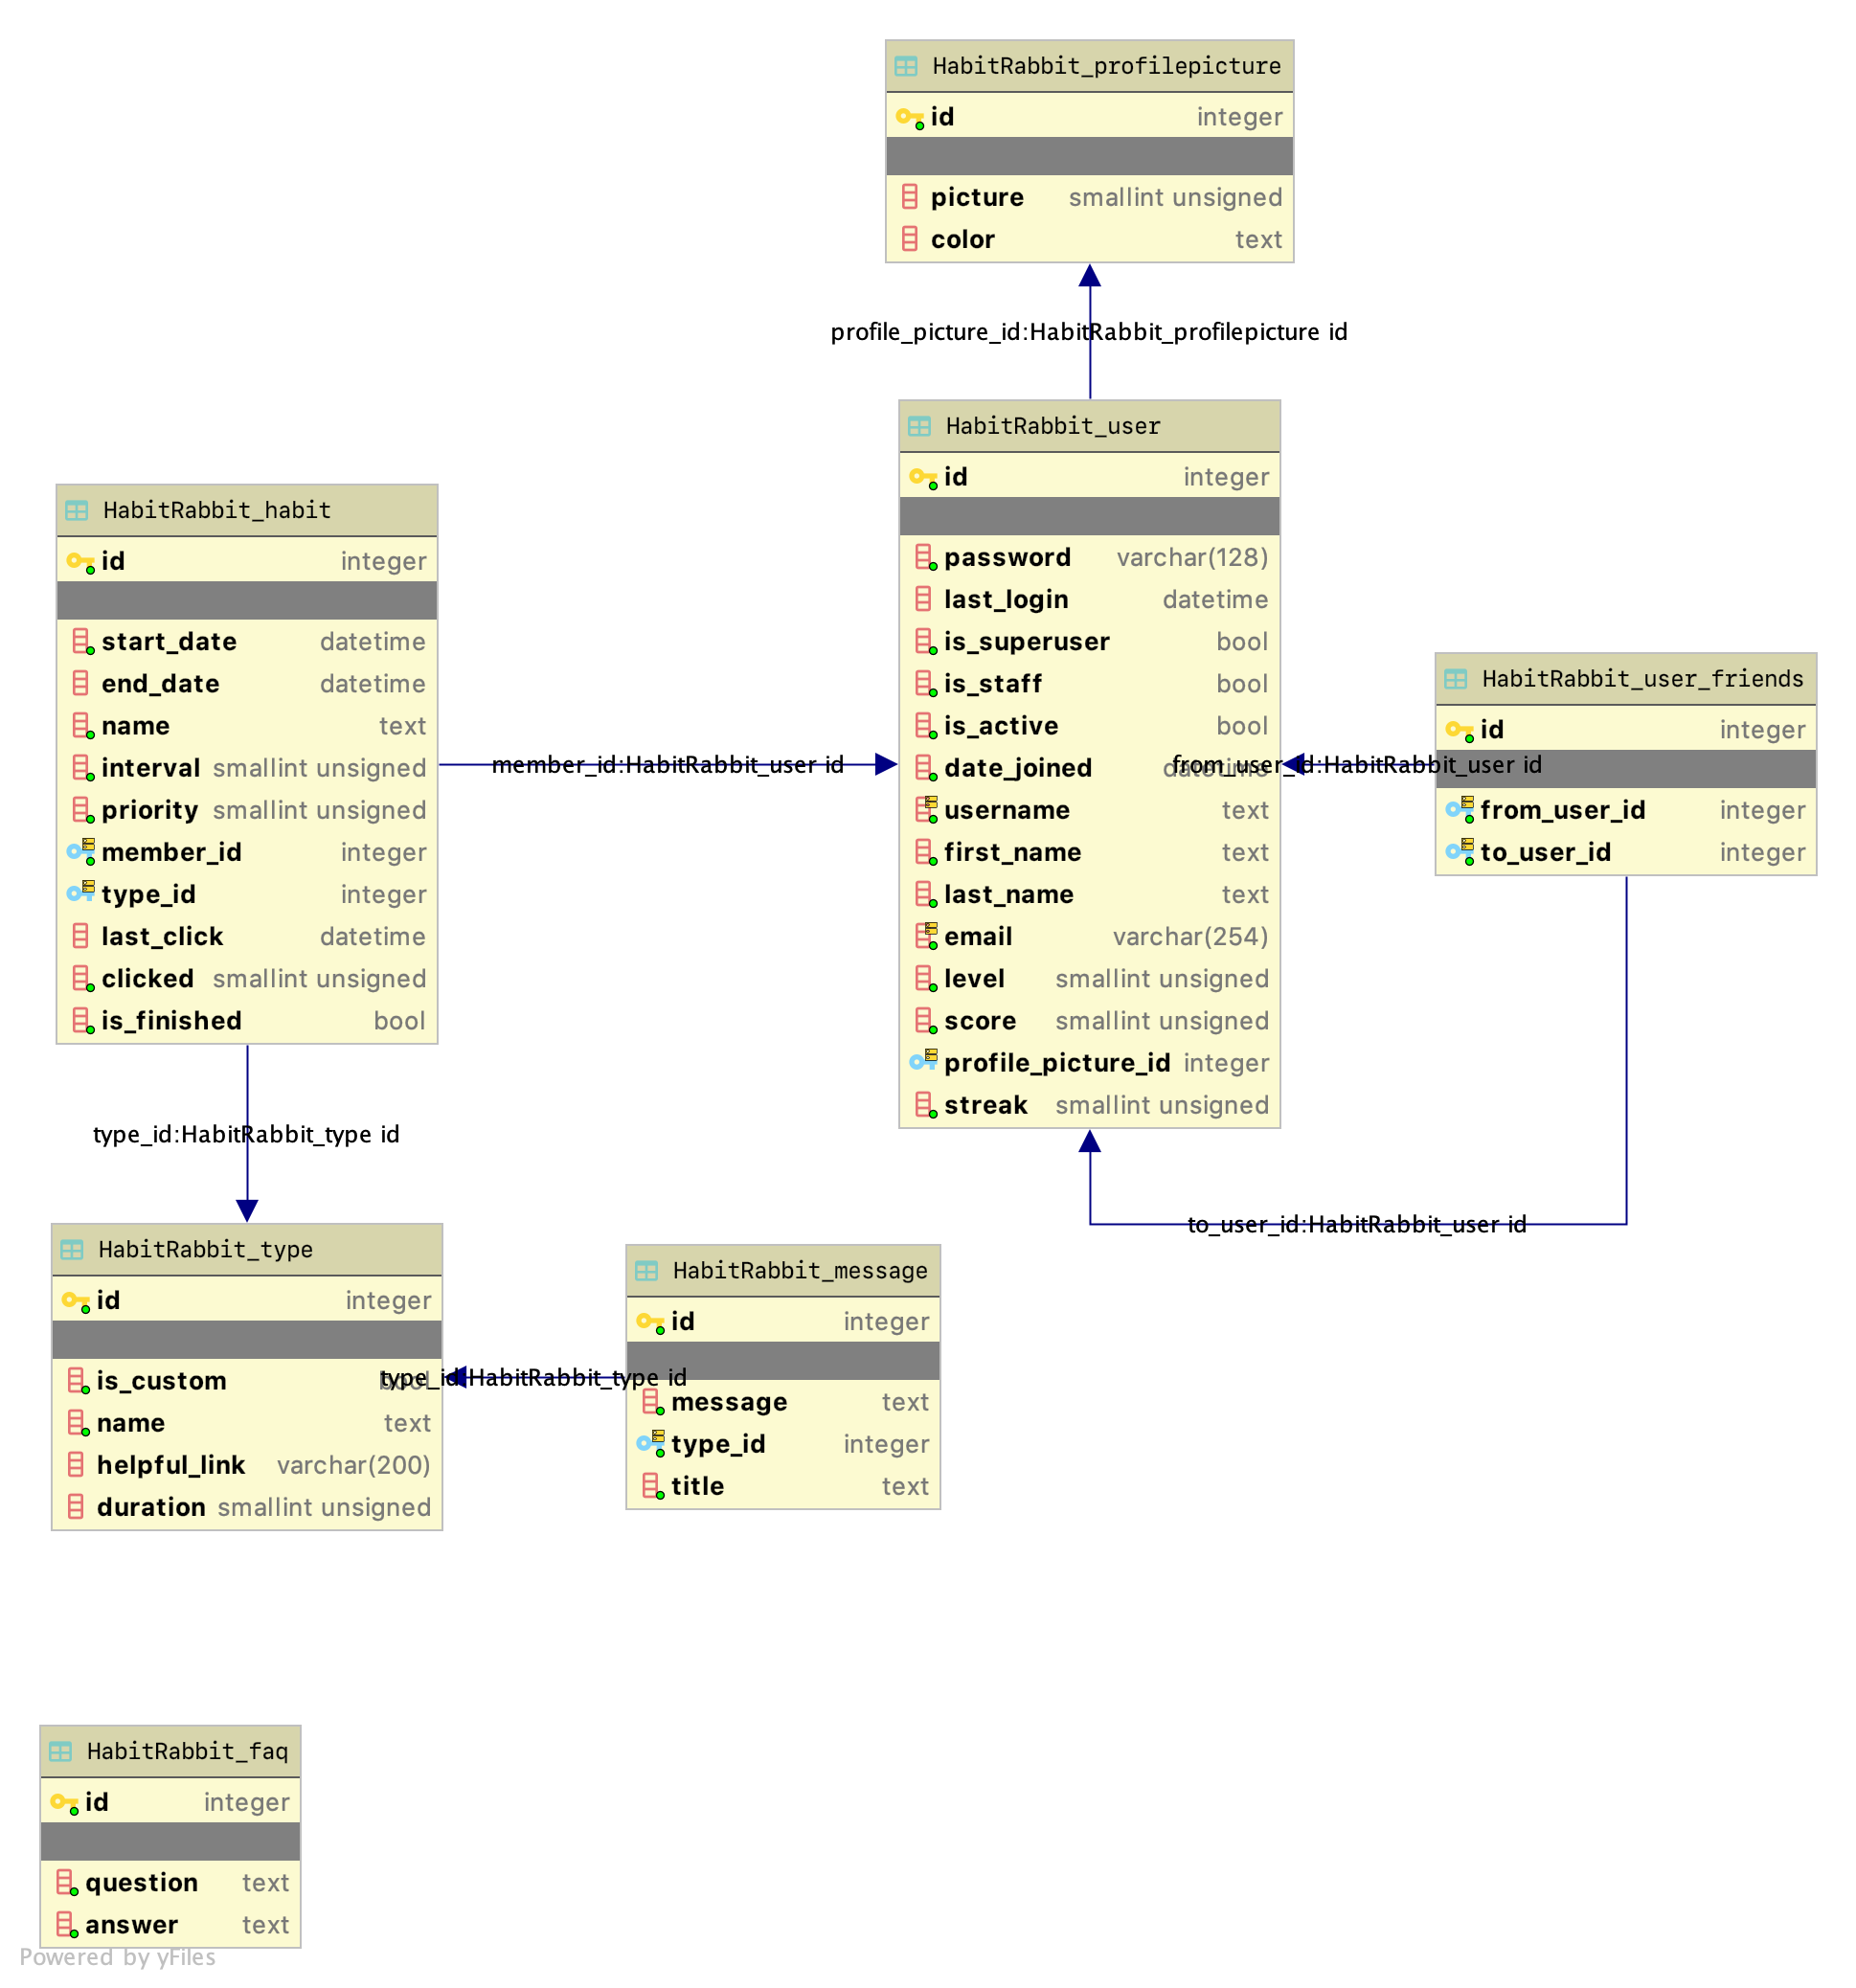 HabitRabbit_profilepicture
id integer
picture smallint unsigned
color text
profile_picture_id:HabitRabbit_profilepicture id
HabitRabbit_user
id integer
password varchar(128)
last_login datetime
is_superuser bool
is_staff bool
is_active bool
date_joined datetime
username text
first_name text
last_name text
email varchar(254)
level smallint unsigned
score smallint unsigned
profile_picture_id integer
streak smallint unsigned
HabitRabbit_habit
id integer
start_date datetime
end_date datetime
name text
interval smallint unsigned
priority smallint unsigned
member_id integer
type_id integer
last_click datetime
clicked smallint unsigned
is_finished bool
member_id:HabitRabbit_user id
HabitRabbit_user_friends
id integer
from_user_id integer
to_user_id integer
from_user_id:HabitRabbit_user id
to_user_id:HabitRabbit_user id
type_id:HabitRabbit_type id
HabitRabbit_type
id integer
is_custom bool
name text
helpful_link varchar(200)
duration smallint unsigned
type_id:HabitRabbit_type id
HabitRabbit_message
id integer
message text
type_id integer
title text
HabitRabbit_faq
id integer
question text
answer text
Powered by yFiles